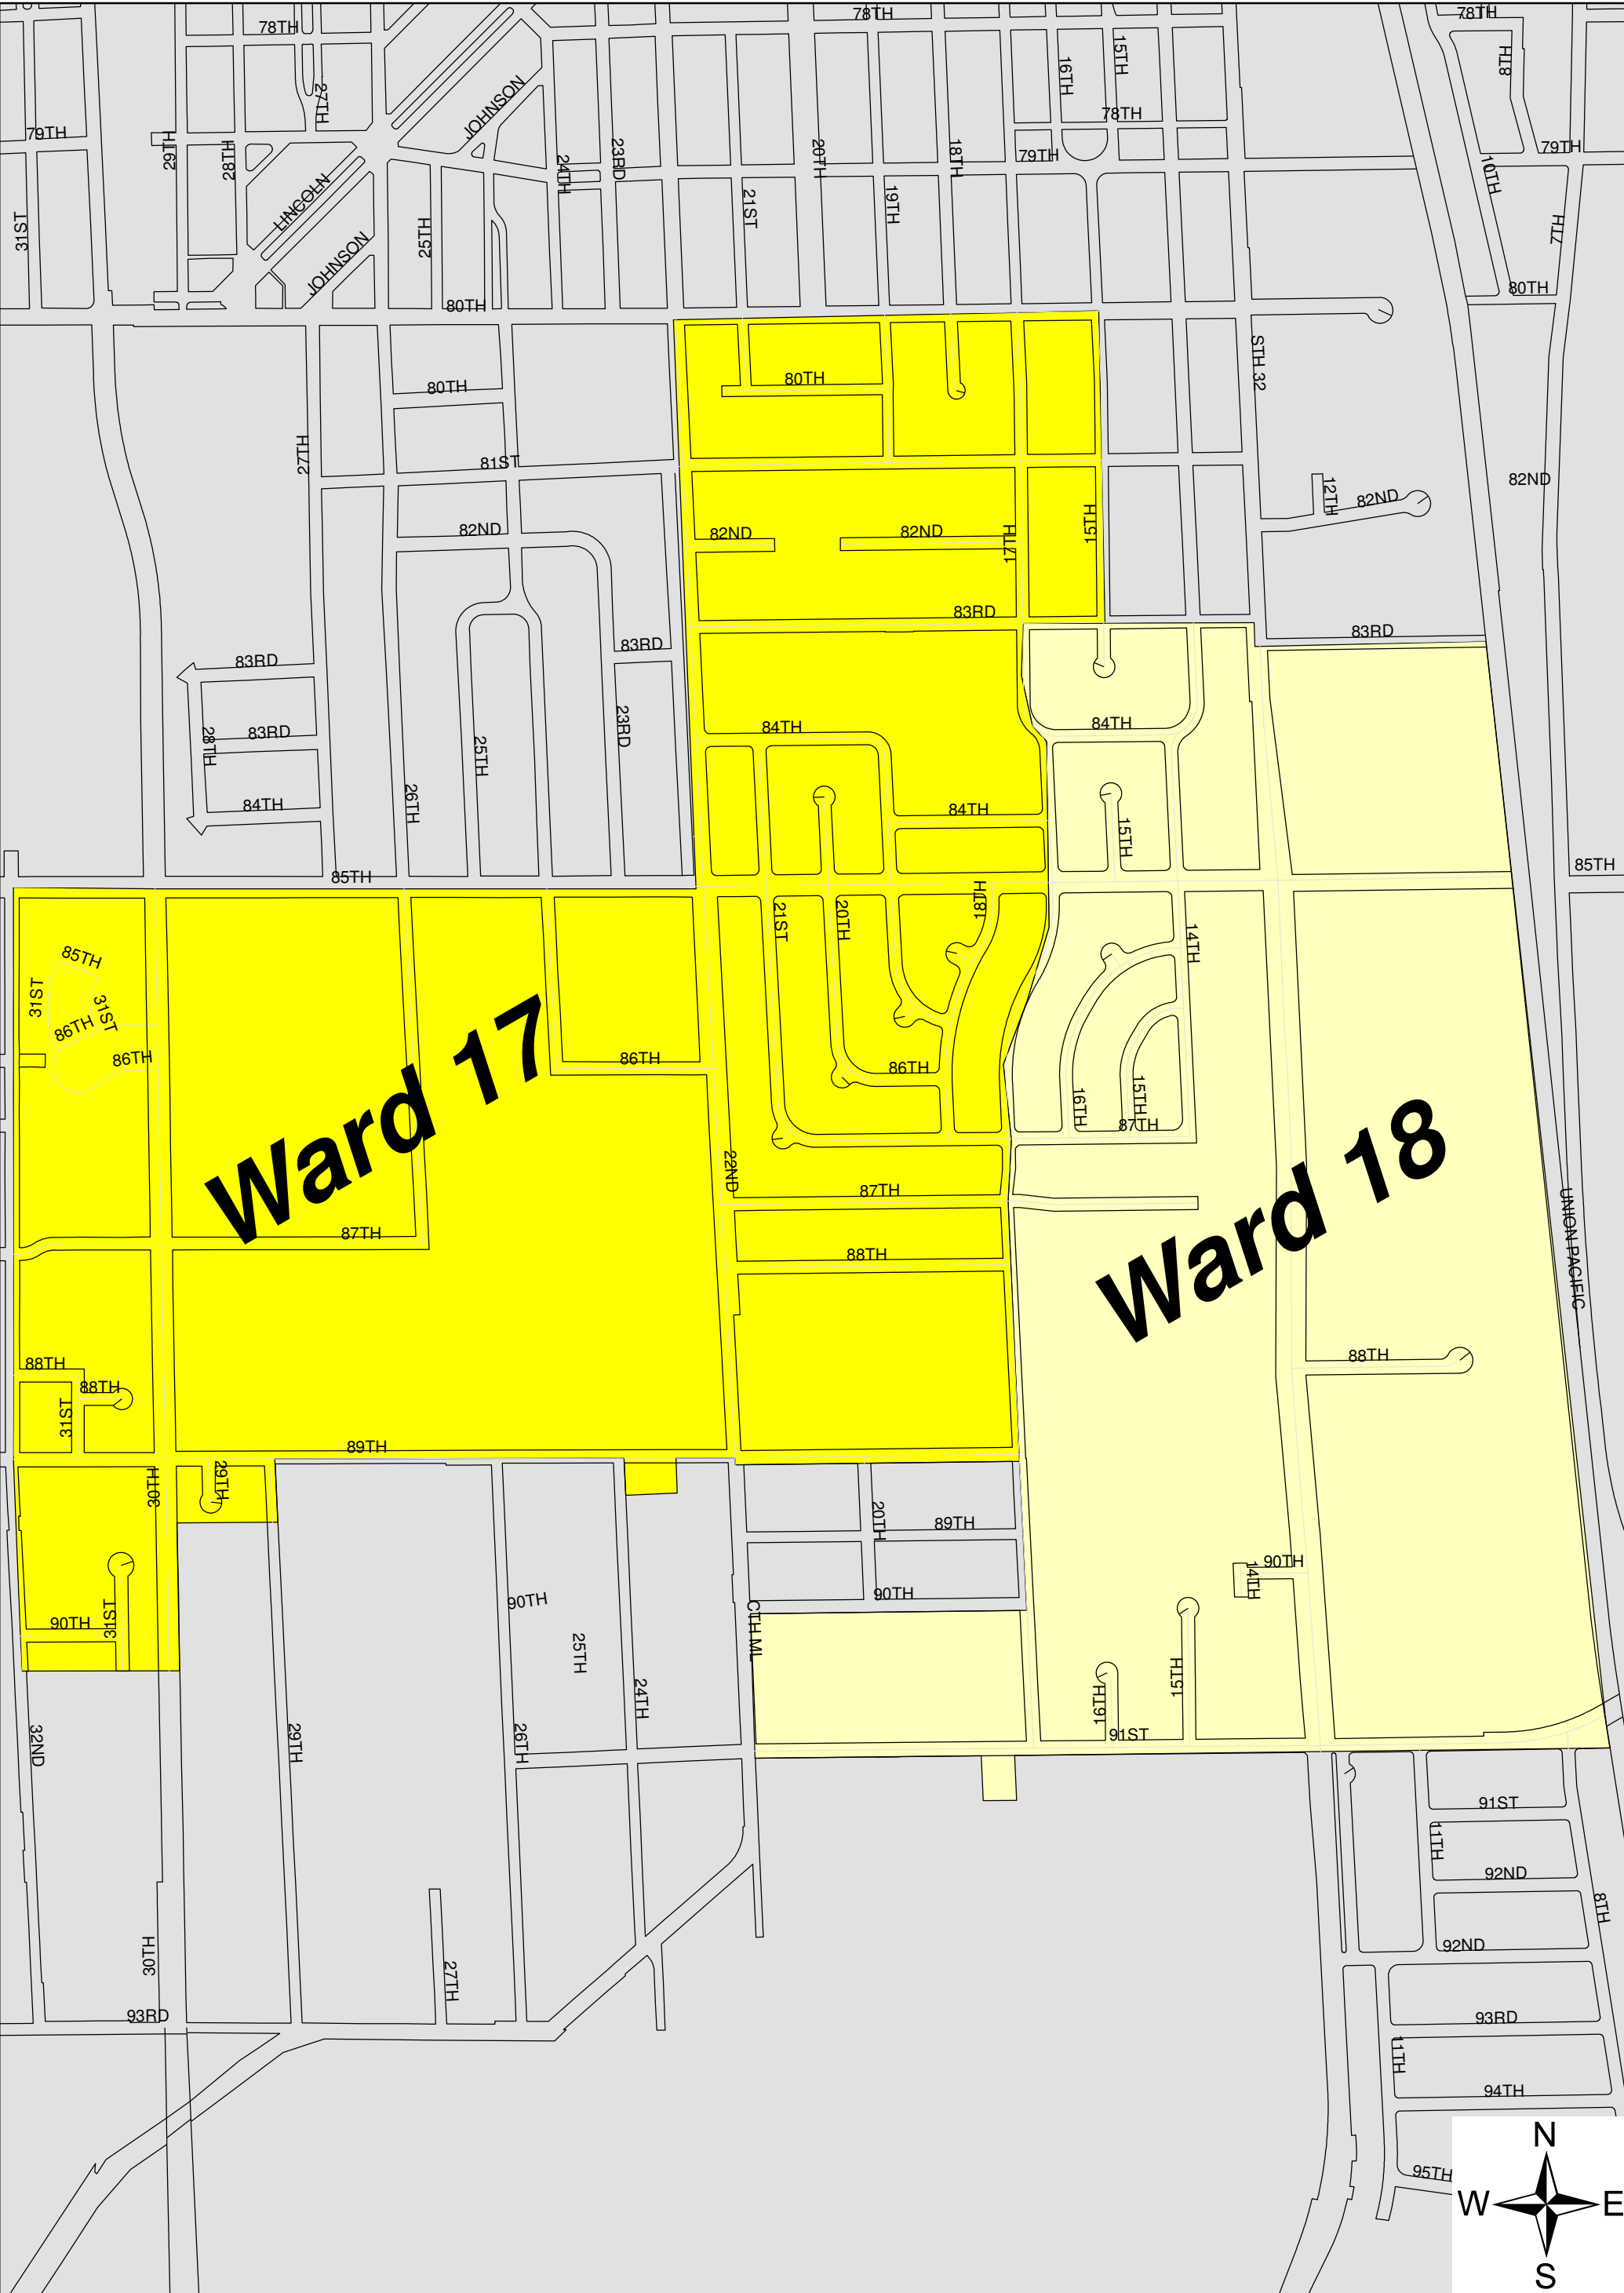 78TH
78TH
78TH
27TH
JOHNSON
16TH
15TH
8TH
79TH
29TH
28TH
24TH
23RD
20TH
18TH
78TH
79TH
10TH
79TH
31ST
LINCOLN
JOHNSON
25TH
21ST
19TH
7TH
80TH
80TH
80TH
80TH
STH 32
27TH
81ST
82ND
82ND
82ND
17TH
15TH
12TH
82ND
82ND
83RD
83RD
83RD
83RD
28TH
83RD
84TH
26TH
25TH
23RD
84TH
84TH
84TH
15TH
85TH
85TH
85TH
31ST
31ST
86TH
86TH
Ward 17
86TH
21ST
20TH
18TH
86TH
14TH
16TH
15TH
87TH
22ND
87TH
87TH
88TH
Ward 18
UNION PACIFIC
88TH
88TH
31ST
88TH
89TH
30TH
29TH
20TH
89TH
90TH
31ST
90TH
90TH
25TH
24TH
CTH ML
90TH
14TH
15TH
16TH
91ST
32ND
29TH
26TH
91ST
11TH
92ND
8TH
30TH
27TH
92ND
93RD
93RD
11TH
94TH
95TH
N
W
E
S